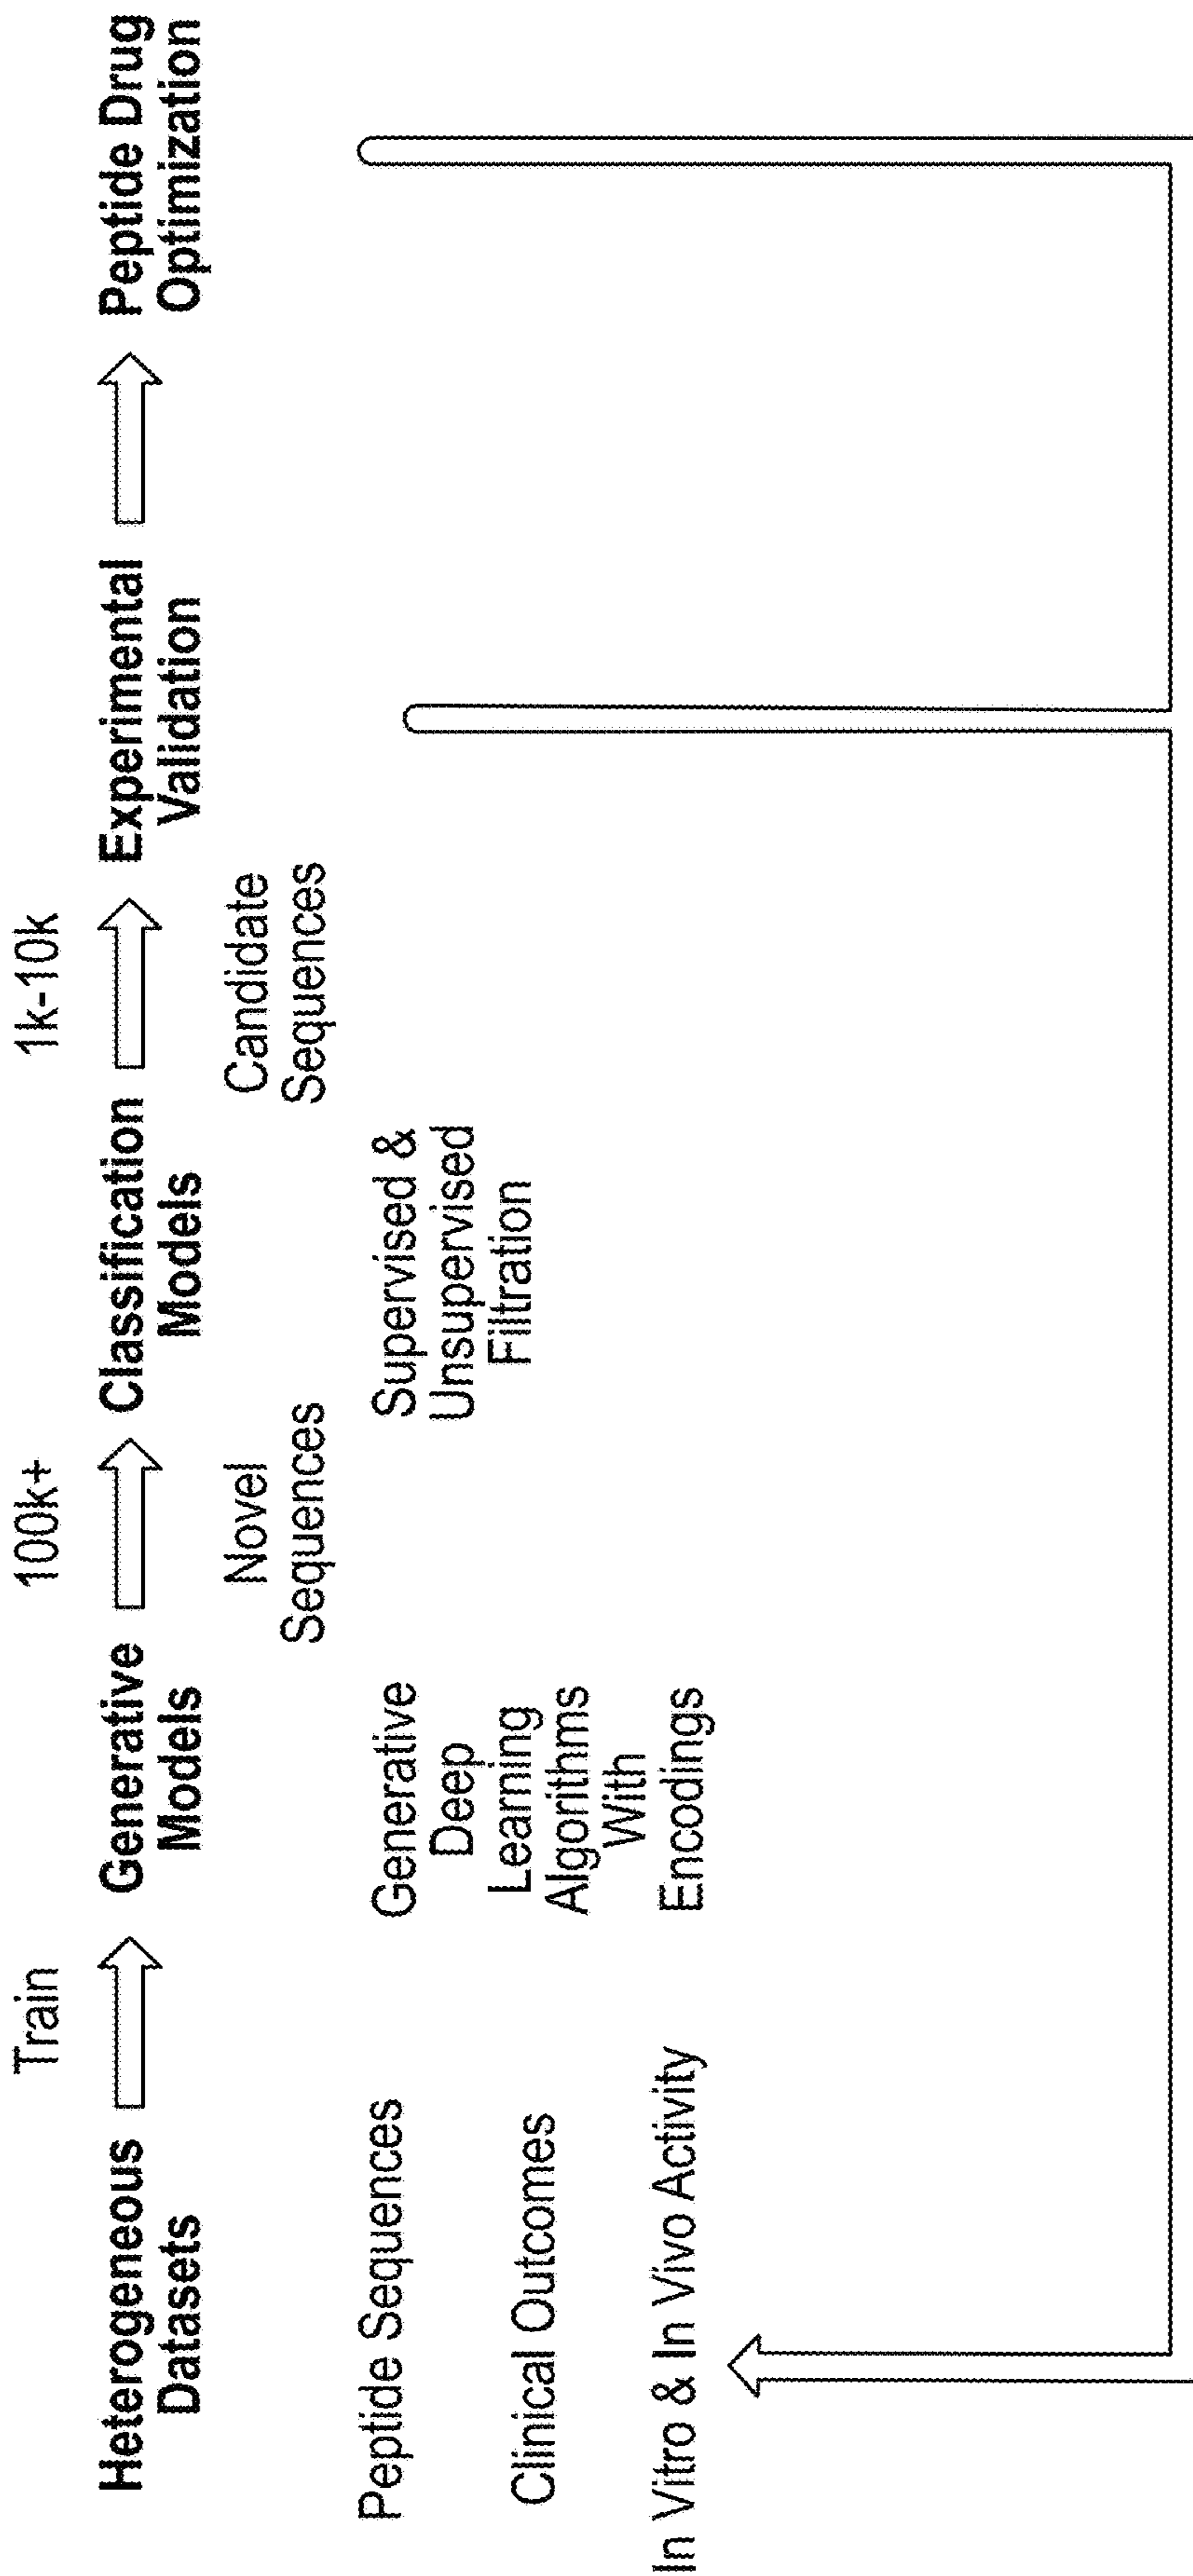 Train
100k+
1k-10k
Heterogeneous
Datasets
Generative
Models
Classification
Models
Experimental
Validation
Peptide Drug
Optimization
Novel
Sequences
Candidate
Sequences
Peptide Sequences
Clinical Outcomes
In Vitro & In Vivo Activity
Generative
Deep
Learning
Algorithms
With
Encodings
Supervised &
Unsupervised
Filtration